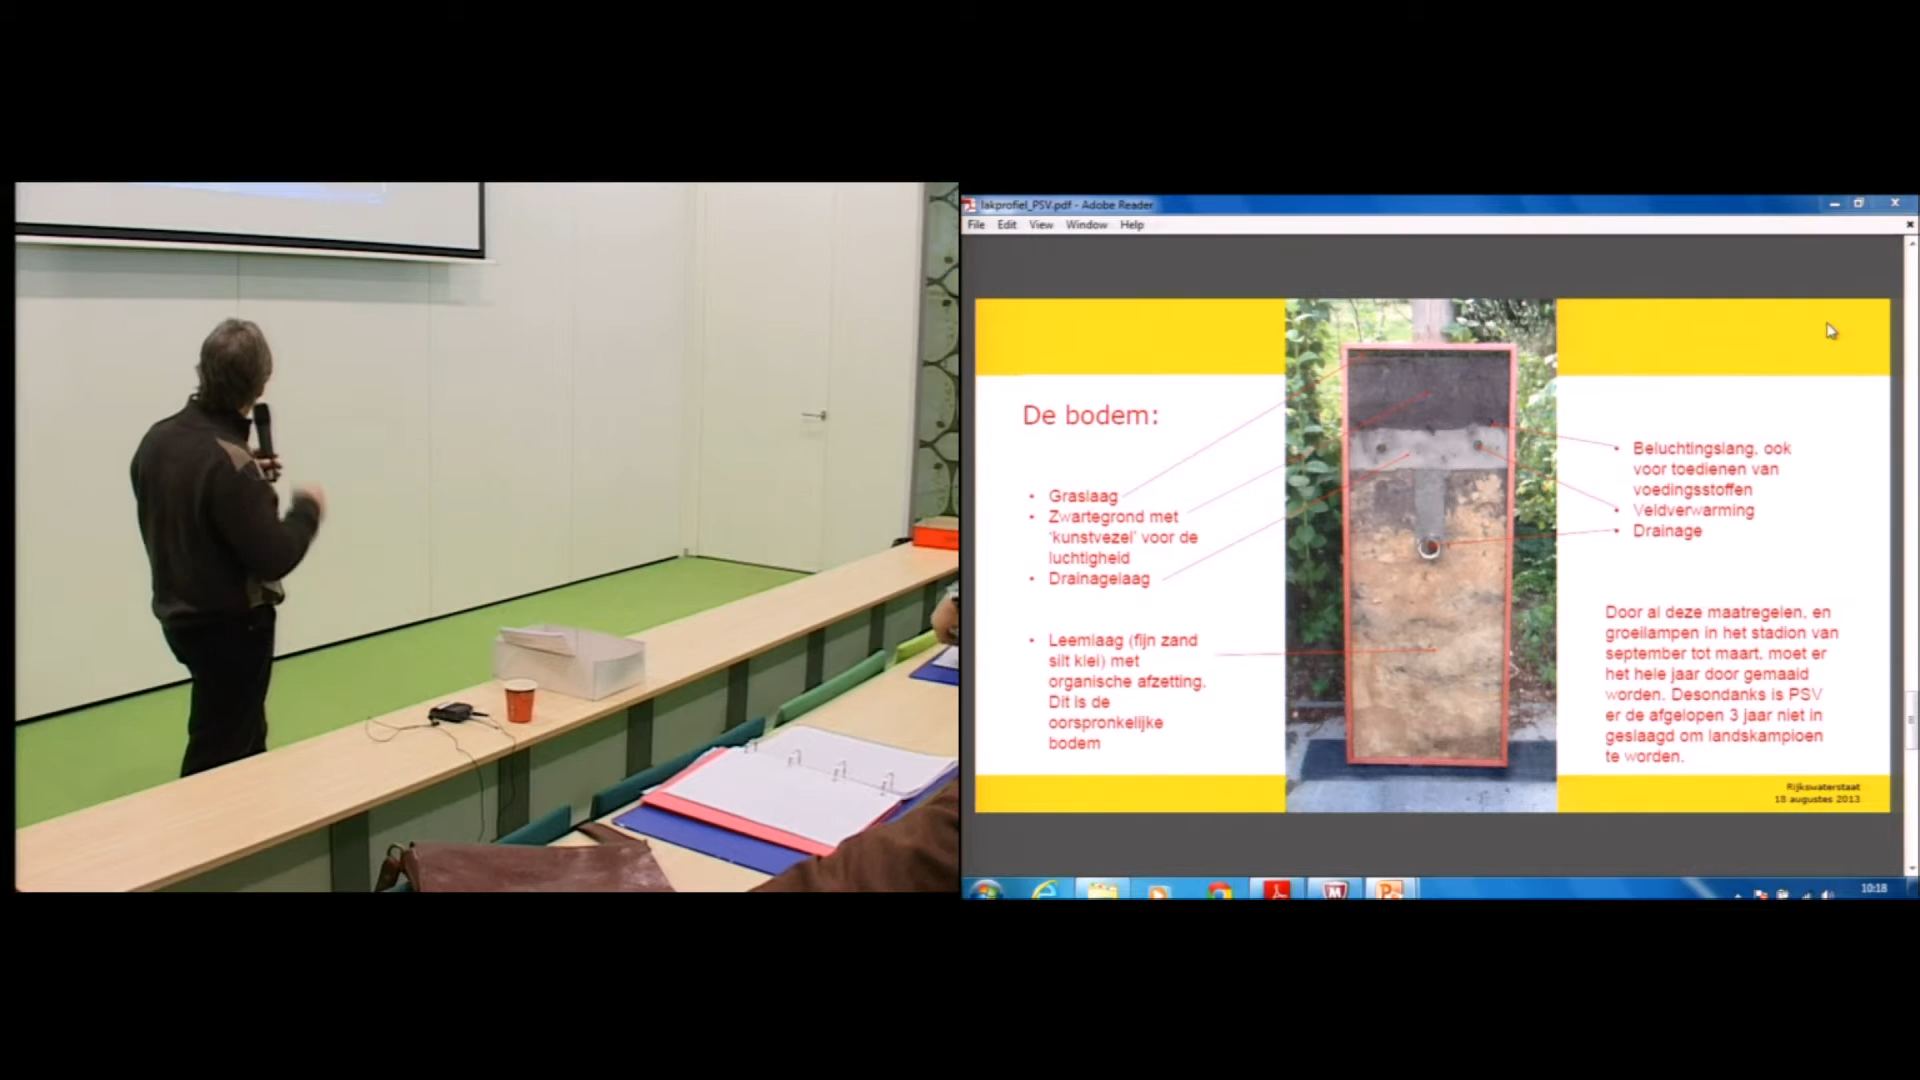 lakprofiel_PSV.pdf - Adobe Reader
File Edit View Window Help
De bodem:
• Graslaag
• Zwartegrond met
'kunstvezel' voor de
luchtigheid
• Drainagelaag
• Leemlaag (fijn zand
silt klei) met
organische afzetting.
Dit is de
oorspronkelijke
bodem
• Beluchtingslang, ook
voor toedienen van
voedingsstoffen
• Veldverwarming
• Drainage
Door al deze maatregelen, en
groeilampen in het stadion van
september tot maart, moet er
het hele jaar door gemaaid
worden. Desondanks is PSV
er de afgelopen 3 jaar niet in
geslaagd om landskampioen
te worden.
Rijkswaterstaat
18 augustus 2013
10:18